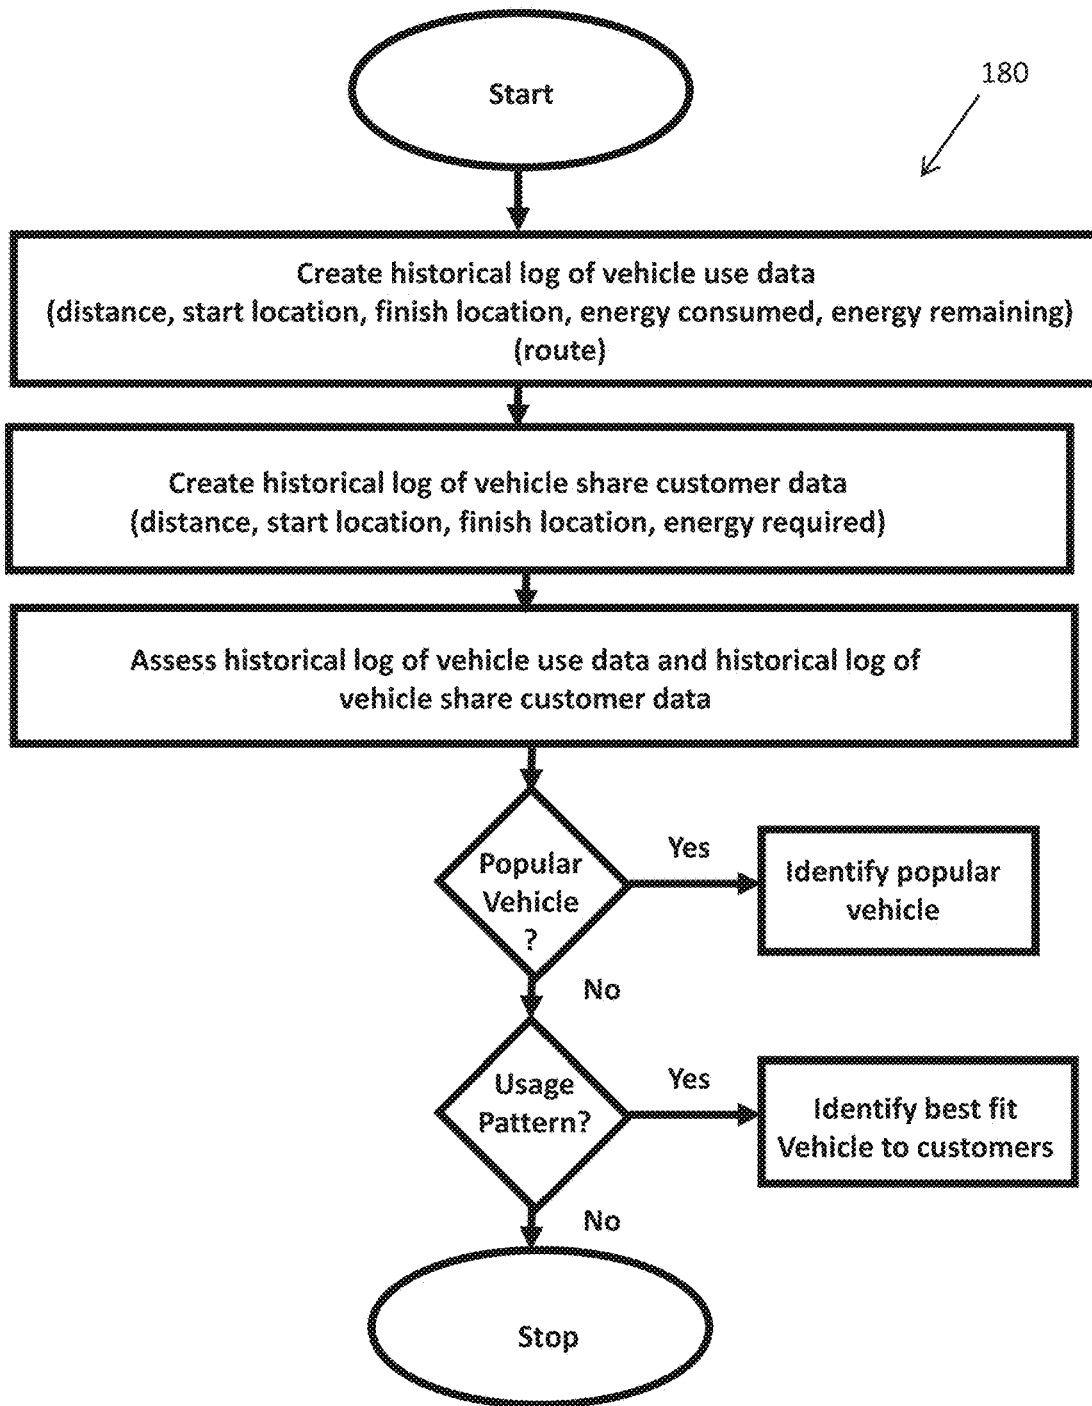 Start
180
Create historical log of vehicle use data
(distance, start location, finish location, energy consumed, energy remaining)
(route)
Create historical log of vehicle share customer data
(distance, start location, finish location, energy required)
Assess historical log of vehicle use data and historical log of
vehicle share customer data
Popular
Vehicle
?
Yes
Identify popular
vehicle
No
Usage
Pattern?
Yes
Identify best fit
Vehicle to customers
No
Stop